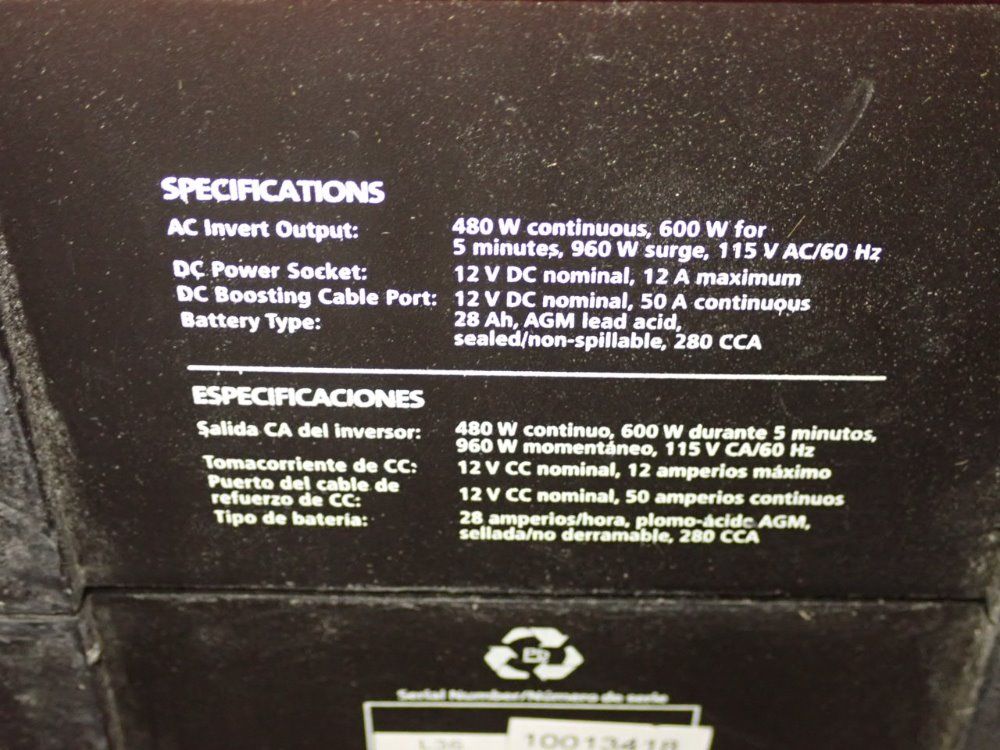 SPECIFICATIONS
AC Invert Output: 480 W continuous, 600 W for
5 minutes, 960 W surge, 115 V AC/60 Hz
DC Power Socket: 12 V DC nominal, 12 A maximum
DC Boosting Cable Port: 12 V DC nominal, 50 A continuous
Battery Type: 28 Ah, AGM lead acid,
sealed/non-spillable, 280 CCA
ESPECIFICACIONES
Salida CA del inversor: 480 W continuo, 600 W durante 5 minutos,
960 W momentáneo, 115 V CA/60 Hz
Tomacorriente de CC: 12 V CC nominal, 12 amperios máximo
Puerto del cable de
refuerzo de CC: 12 V CC nominal, 50 amperios continuos
Tipo de batería: 28 amperios/hora, plomo-ácide AGM,
sellada/no derramable, 280 CCA
Serial Number/Número de serie
10013418